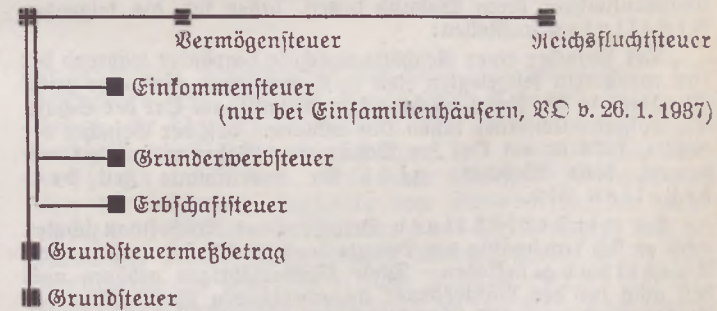 Vermögensteuer Reichsfluchtsteuer
Einkommensteuer
(nur bei Einfamilienhäusern, VO v. 26. 1. 1937)
Grunderwerbsteuer
Erbschaftsteuer
Grundsteuermeßbetrag
Grundsteuer